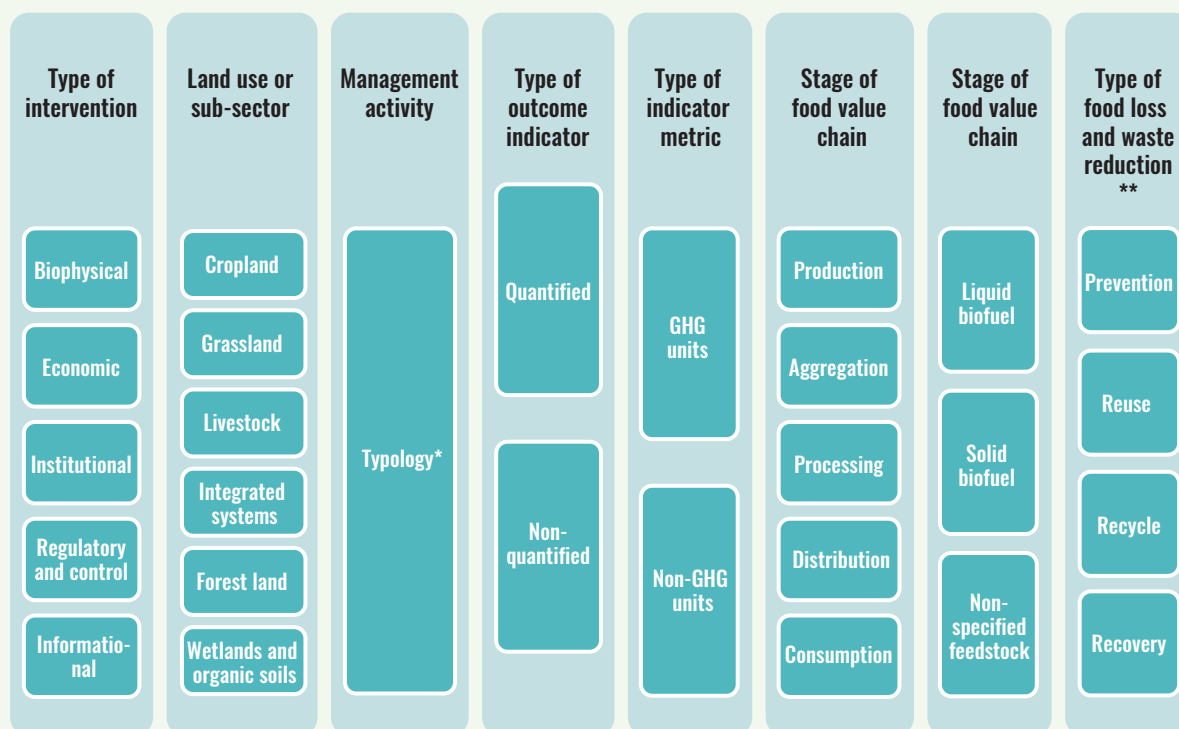 Type of
intervention
Biophysical
Economic
Institutional
Regulatory
and control
Informatio-
nal
Land use or
sub-sector
Cropland
Grassland
Livestock
Integrated
systems
Forest land
Wetlands and
organic soils
Management
activity
Typology*
Type of
outcome
indicator
Quantified
Non-
quantified
Type of
indicator
metric
GHG
units
Non-GHG
units
Stage of
food value
chain
Production
Aggregation
Processing
Distribution
Consumption
Stage of
food value
chain
Liquid
biofuel
Solid
biofuel
Non-
specified
feedstock
Type of
food loss
and waste
reduction
**
Prevention
Reuse
Recycle
Recovery